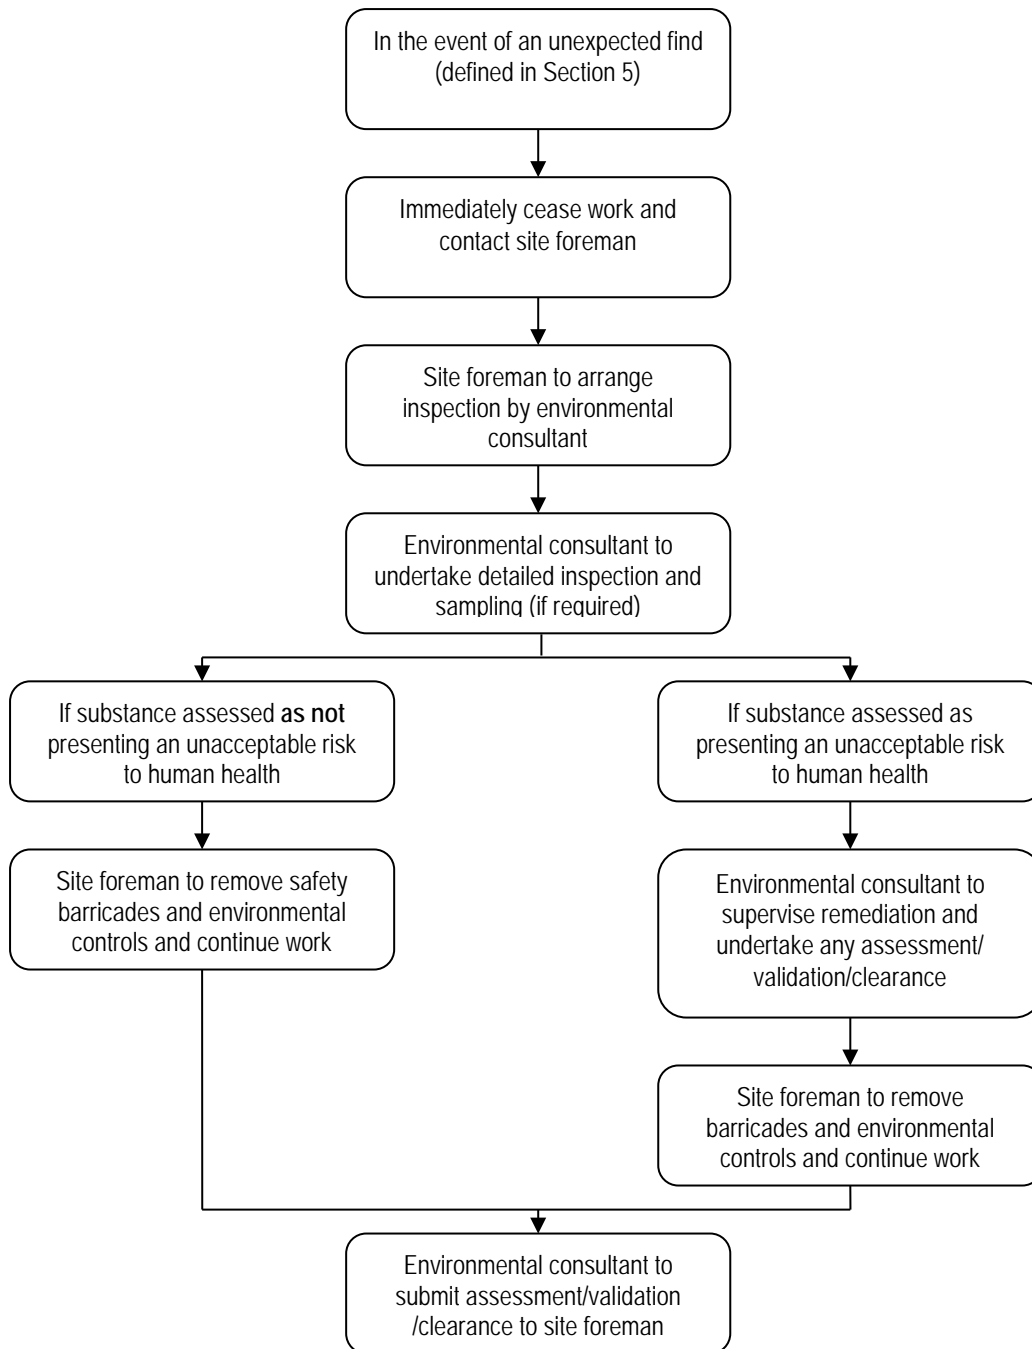 In the event of an unexpected find
(defined in Section 5)
Immediately cease work and
contact site foreman
Site foreman to arrange
inspection by environmental
consultant
Environmental consultant to
undertake detailed inspection and
sampling (if required)
If substance assessed as not
presenting an unacceptable risk
to human health
If substance assessed as
presenting an unacceptable risk
to human health
Site foreman to remove safety
barricades and environmental
controls and continue work
Environmental consultant to
supervise remediation and
undertake any assessment/
validation/clearance
Site foreman to remove
barricades and environmental
controls and continue work
Environmental consultant to
submit assessment/validation
/clearance to site foreman